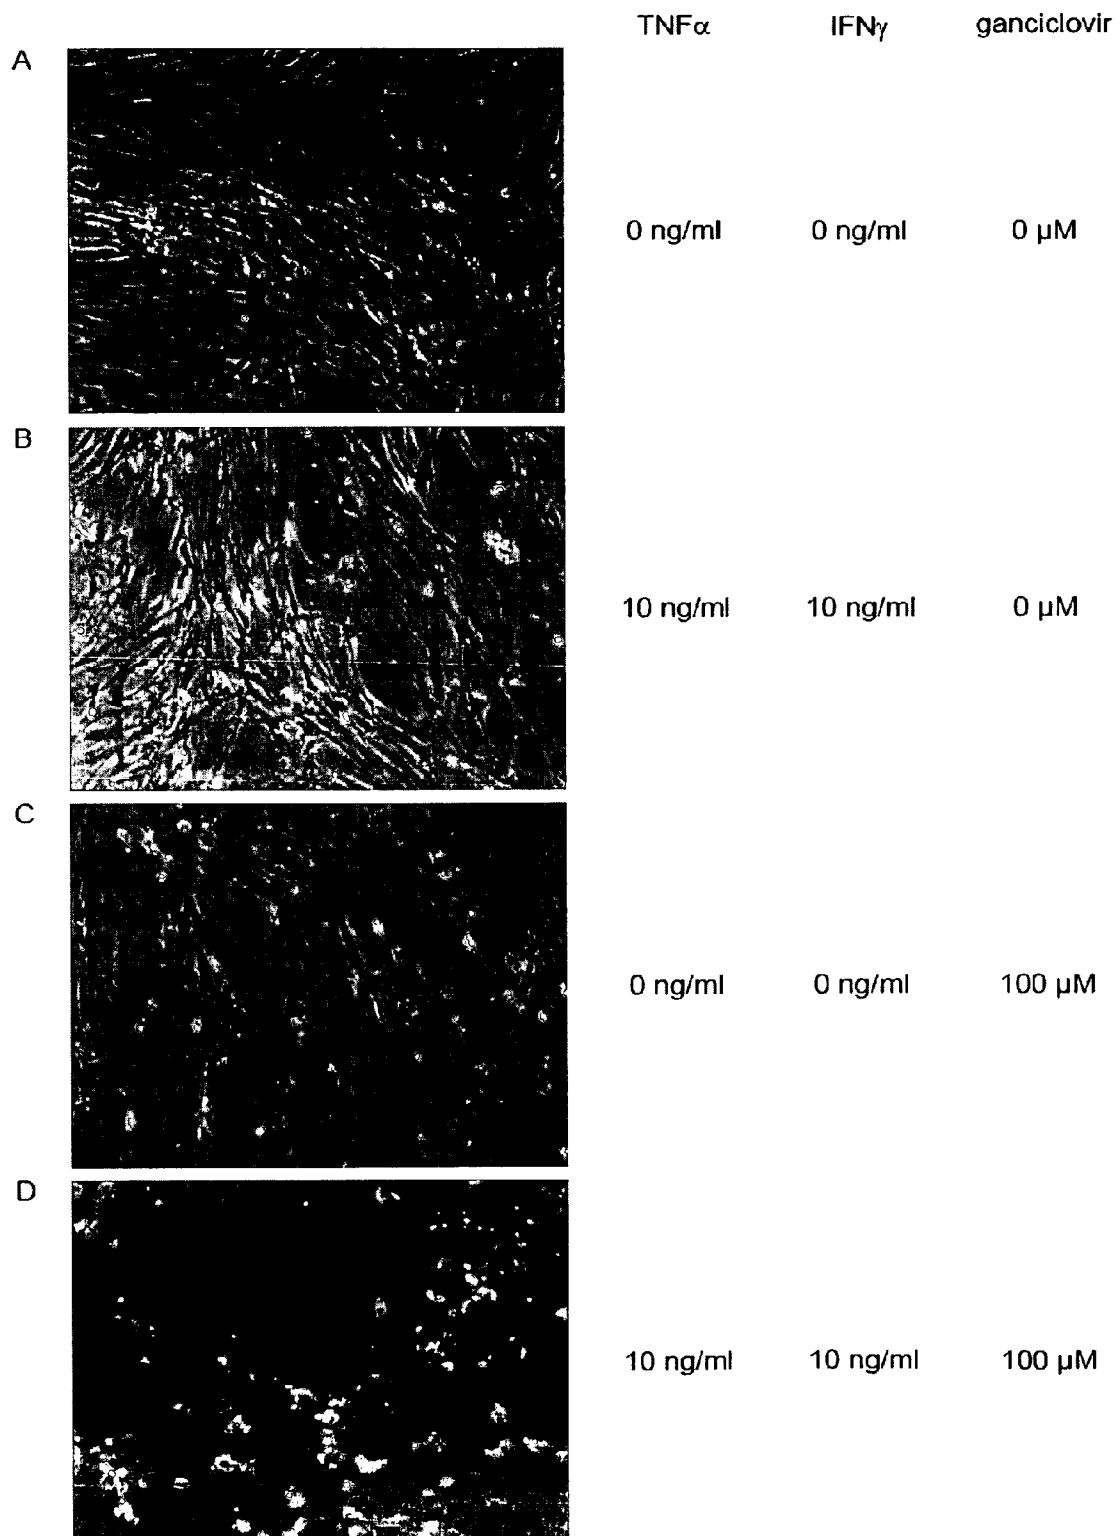 TNFα IFNγ ganciclovir
A
0 ng/ml 0 ng/ml 0 µM
B
10 ng/ml 10 ng/ml 0 µM
C
0 ng/ml 0 ng/ml 100 µM
D
10 ng/ml 10 ng/ml 100 µM